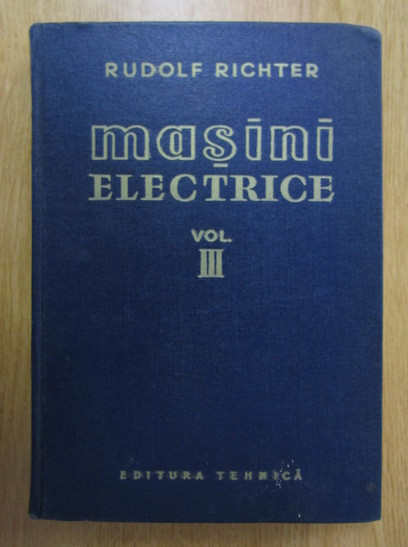 RUDOLF RICHTER
mașini
ELECTRICE
VOL.
III
EDITURA TEHNICĂ